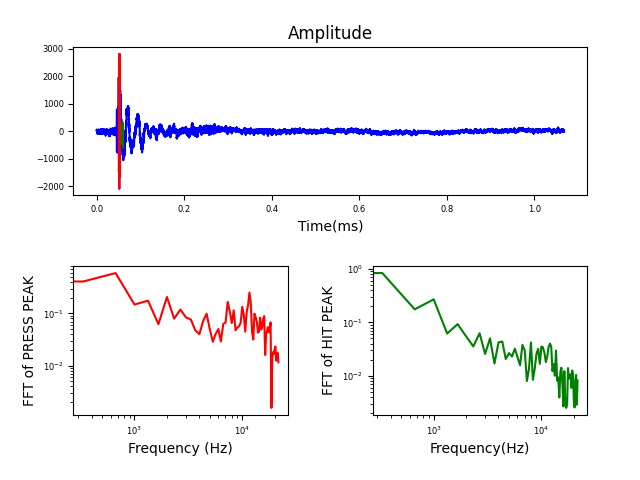 Amplitude
3000
2000
1000
0
−1000
−2000
0.0 0.2 0.4 0.6 0.8 1.0
Time(ms)
FFT of PRESS PEAK
10⁻¹
10⁻²
10³ 10⁴
Frequency (Hz)
FFT of HIT PEAK
10⁰
10⁻¹
10⁻²
10³ 10⁴
Frequency(Hz)